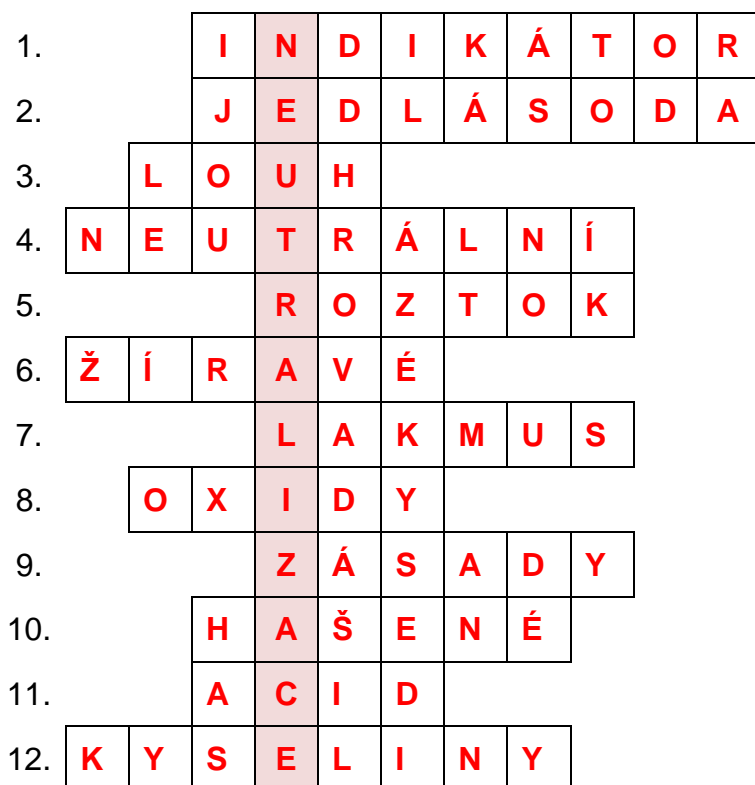 1. INDIKÁTOR
2. JEDLÁSODA
3. LOUH
4. NEUTRÁLNÍ
5. ROZTOK
6. ŽÍRAVÉ
7. LAKMUS
8. OXIDY
9. ZÁSADY
10. HAŠENÉ
11. ACID
12. KYSELINY